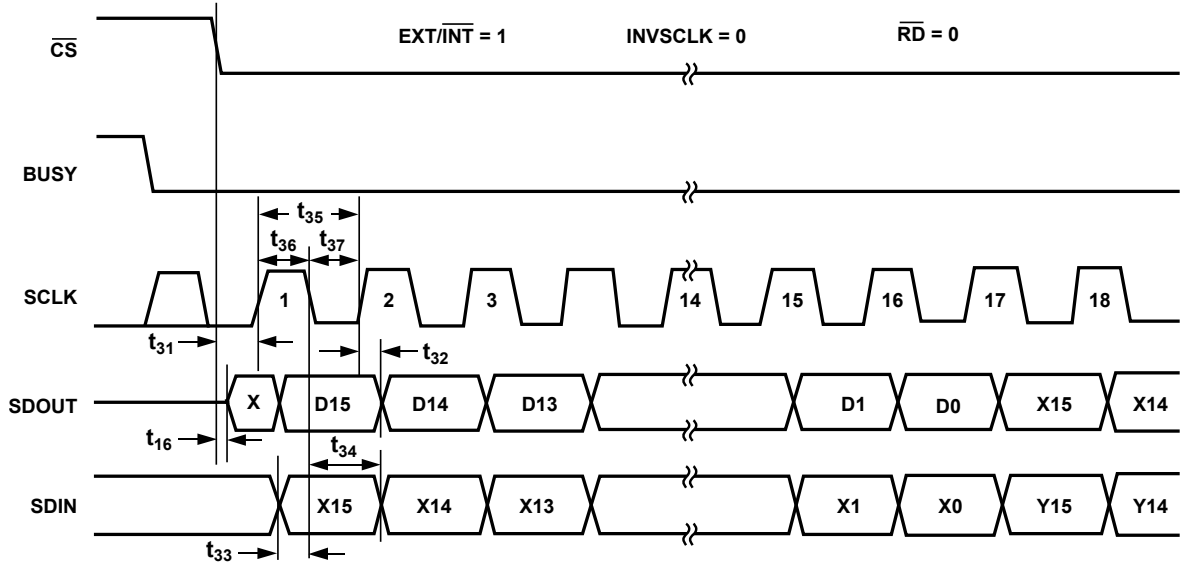 CS EXT/INT = 1 INVSCLK = 0 RD = 0
BUSY
t35
t36 t37
SCLK 1 2 3 14 15 16 17 18
t31 t32
SDOUT X D15 D14 D13 D1 D0 X15 X14
t16 t34
SDIN X15 X14 X13 X1 X0 Y15 Y14
t33